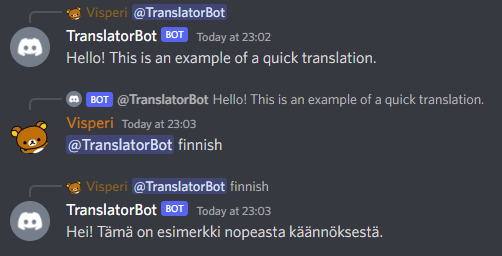 Visperi @TranslatorBot
TranslatorBot BOT Today at 23:02
Hello! This is an example of a quick translation.
BOT @TranslatorBot Hello! This is an example of a quick translation.
Visperi Today at 23:03
@TranslatorBot finnish
Visperi @TranslatorBot finnish
TranslatorBot BOT Today at 23:03
Hei! Tämä on esimerkki nopeasta käännöksestä.